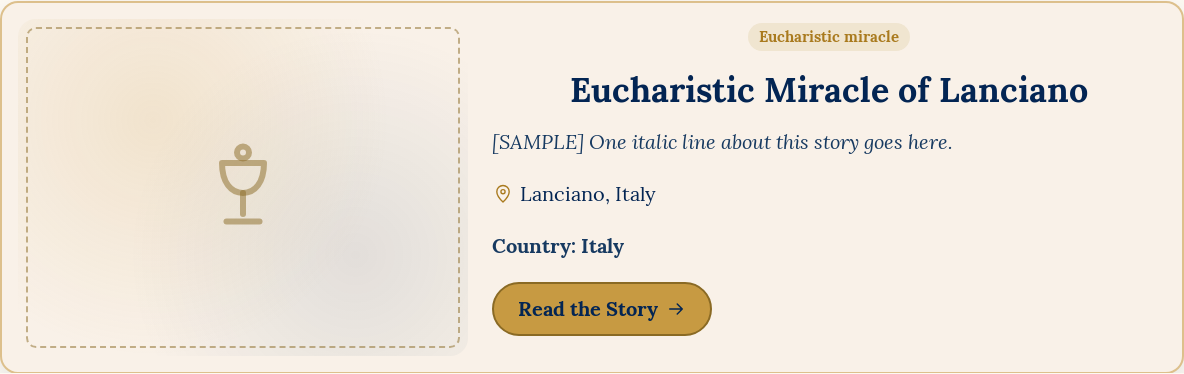 Eucharistic miracle
Eucharistic Miracle of Lanciano
[SAMPLE] One italic line about this story goes here.
Lanciano, Italy
Country: Italy
Read the Story →